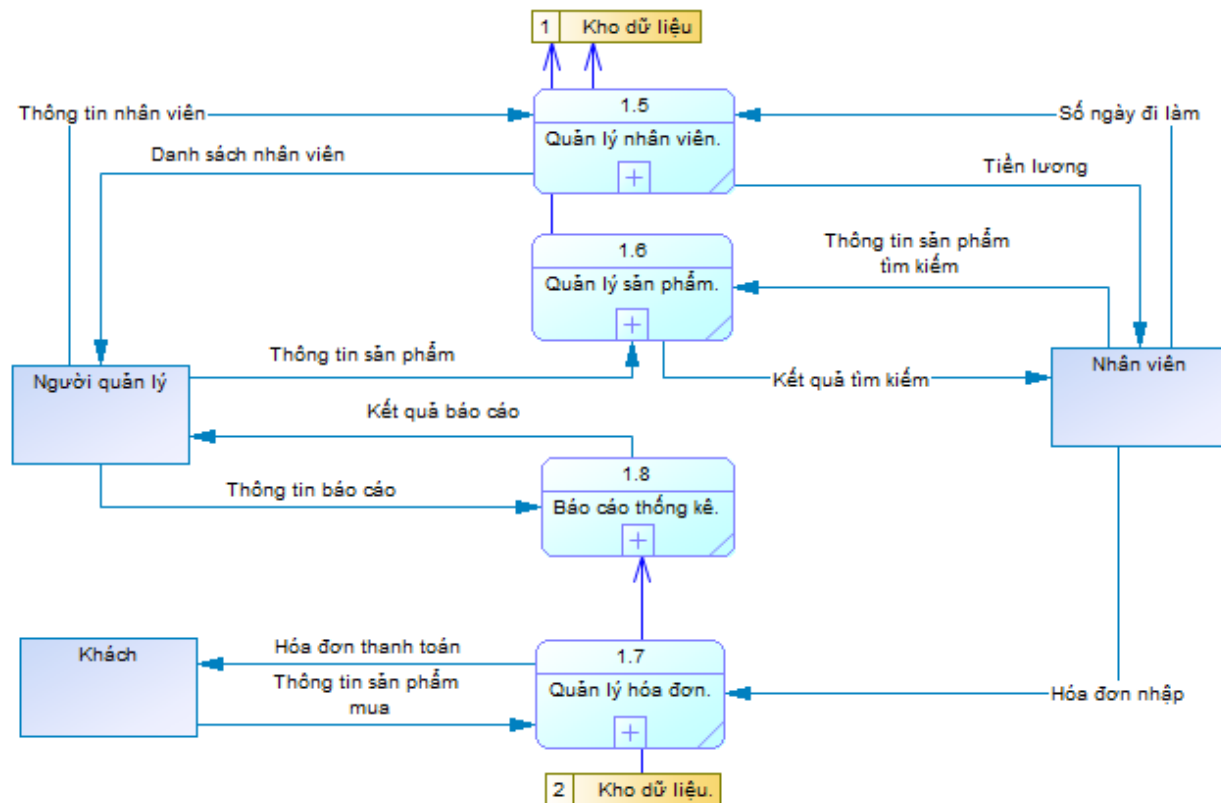 1 Kho dữ liệu
1.5
Thông tin nhân viên
Số ngày đi làm
Quản lý nhân viên.
Danh sách nhân viên
Tiền lương
1.6
Thông tin sản phẩm
tìm kiếm
Quản lý sản phẩm.
Thông tin sản phẩm
Người quản lý
Kết quả tìm kiếm
Nhân viên
Kết quả báo cáo
1.8
Thông tin báo cáo
Báo cáo thống kê.
Khách
Hóa đơn thanh toán
1.7
Thông tin sản phẩm
mua
Quản lý hóa đơn.
Hóa đơn nhập
2 Kho dữ liệu.